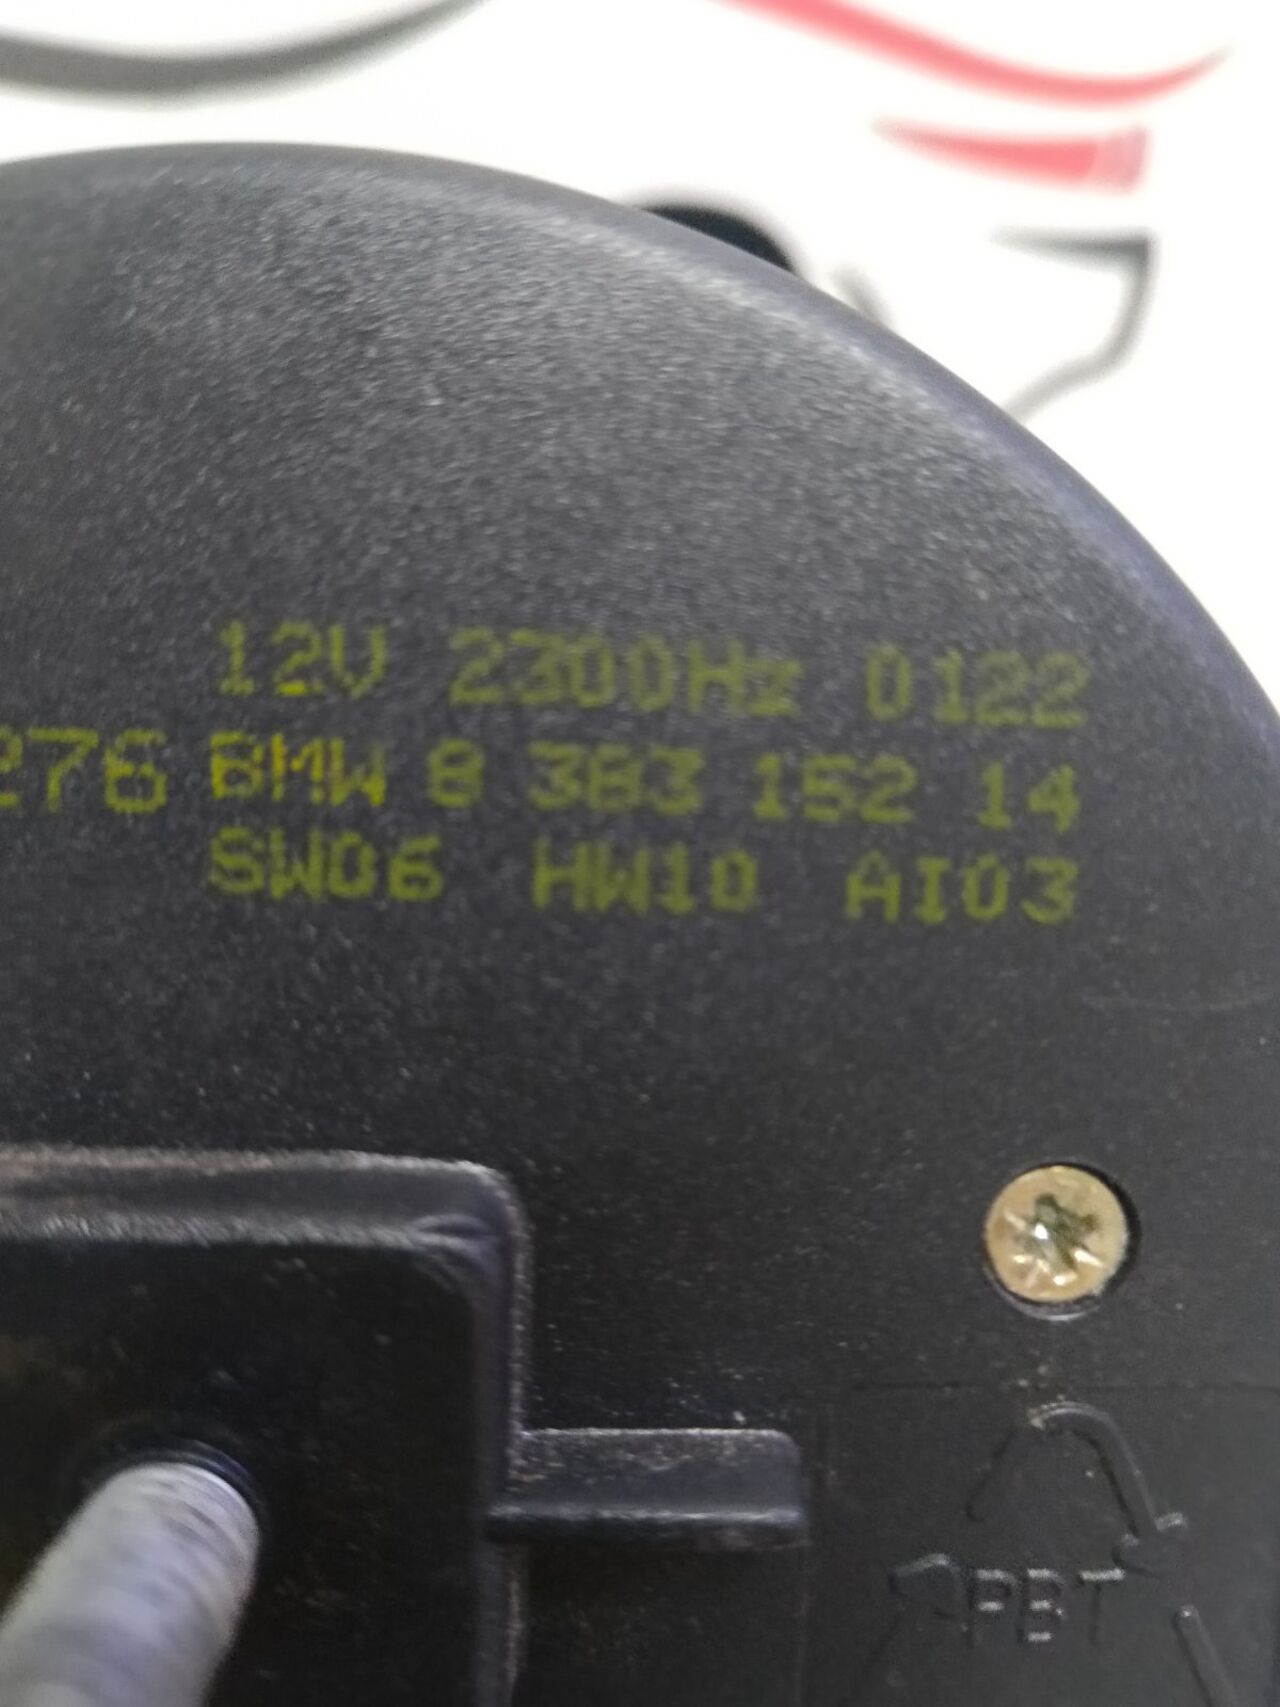 12V 2300Hz 0122
276 BMW 8 383 152 14
SW06 HW10 AI03
PBT